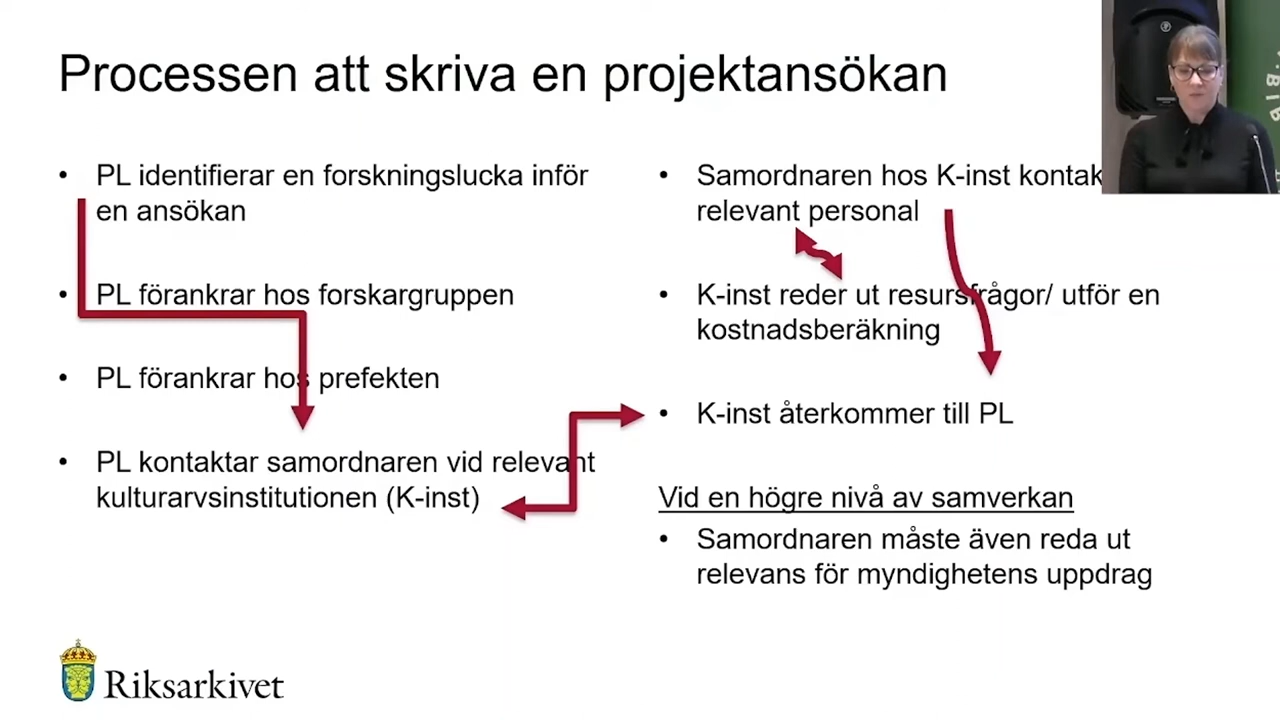 Processen att skriva en projektansökan
• PL identifierar en forskningslucka inför
en ansökan
• PL förankrar hos forskargruppen
• PL förankrar hos prefekten
• PL kontaktar samordnaren vid relevant
kulturarvsinstitutionen (K-inst)
• Samordnaren hos K-inst
relevant personal
• K-inst reder ut resursfrågor/ utför en
kostnadsberäkning
• K-inst återkommer till PL
Vid en högre nivå av samverkan
• Samordnaren måste även reda ut
relevans för myndighetens uppdrag
Riksarkivet